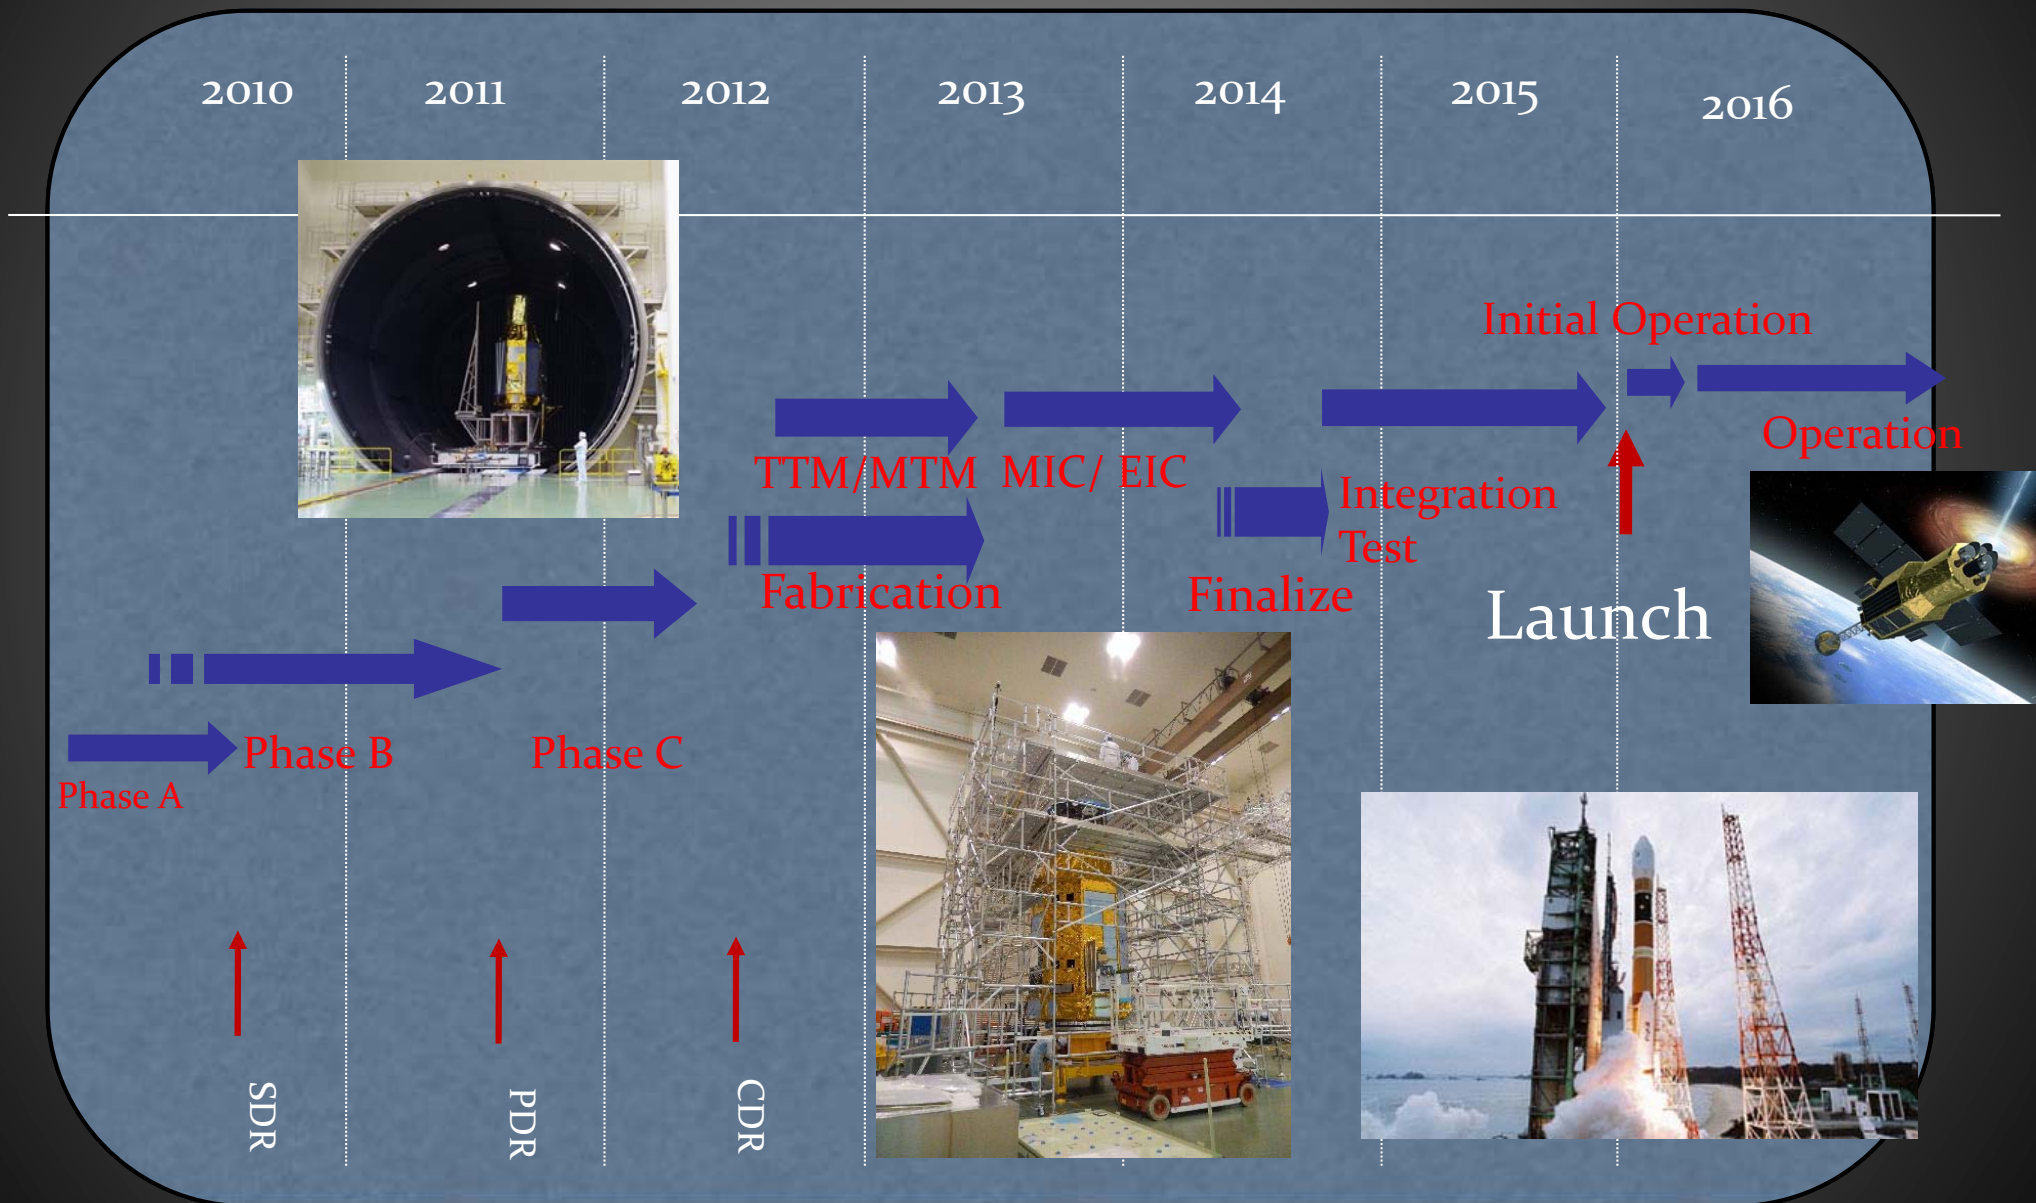 2010
2011
2012
2013
2014
2015
2016
Initial Operation
Operation
TTM/MTM
MIC/ EIC
Integration
Test
Fabrication
Finalize
Launch
Phase B
Phase C
Phase A
SDR
PDR
CDR